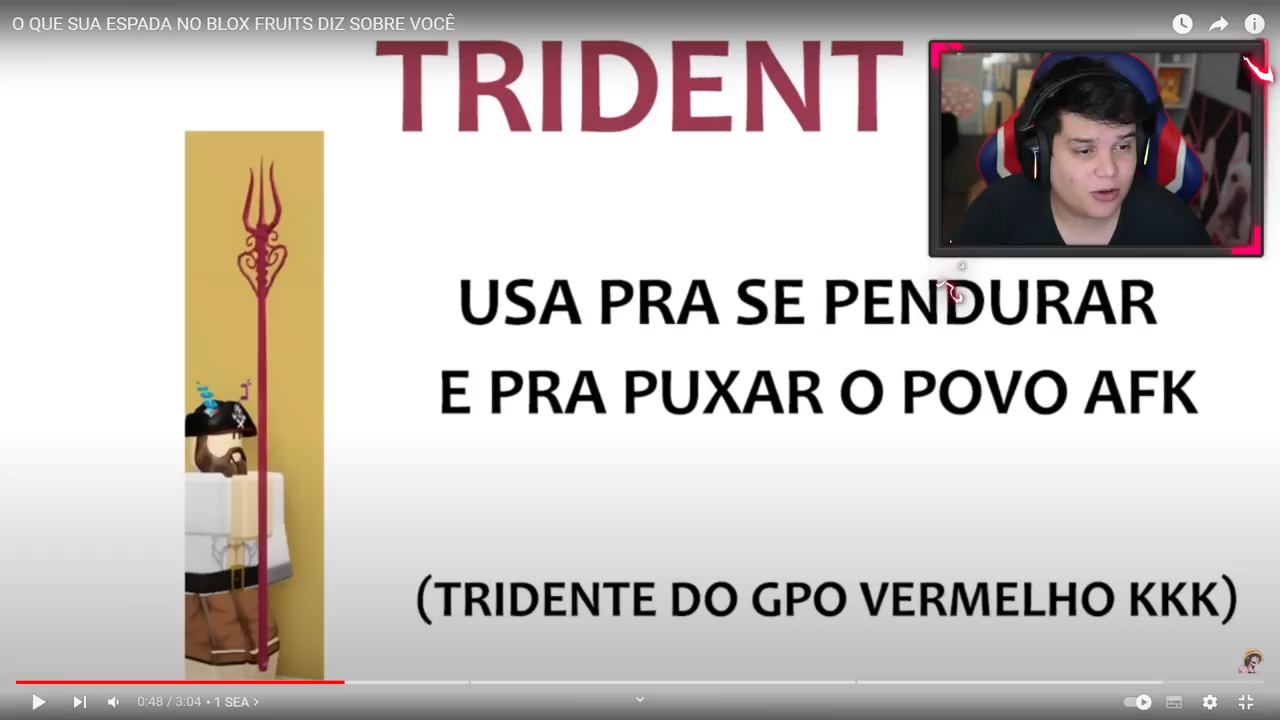 O QUE SUA ESPADA NO BLOX FRUITS DIZ SOBRE VOCÊ
TRIDENT
USA PRA SE PENDURAR
E PRA PUXAR O POVO AFK
(TRIDENTE DO GPO VERMELHO KKK)
0:48 / 3:04 • 1 SEA >